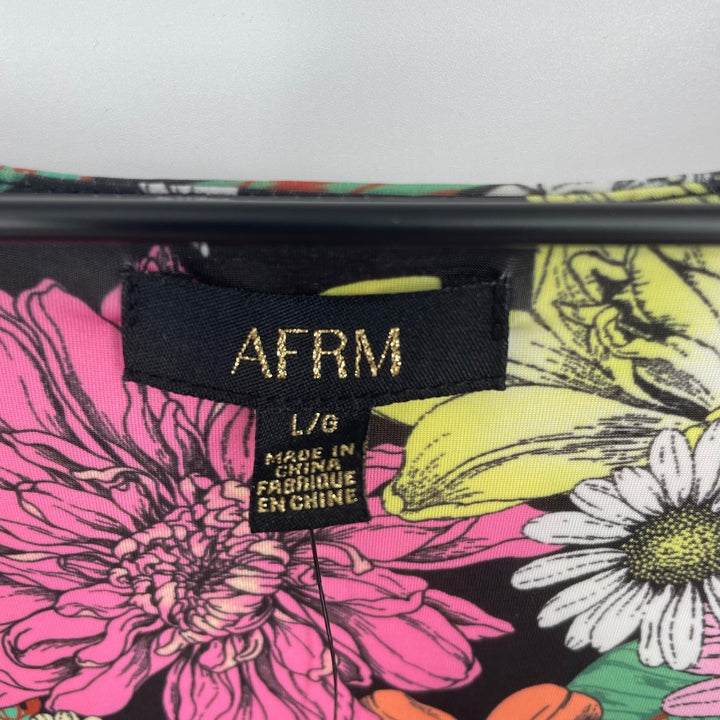 AFRM
L/G
MADE IN
CHINA
FABRIQUE
EN CHINE